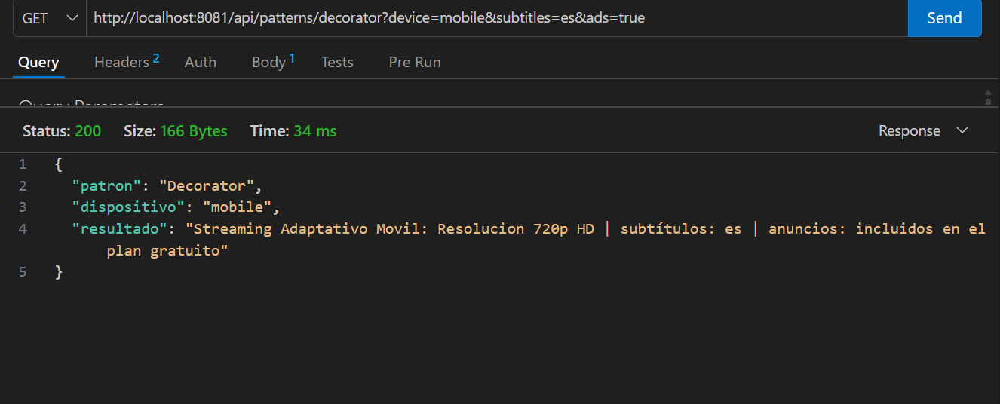 GET http://localhost:8081/api/patterns/decorator?device=mobile&subtitles=es&ads=true Send
Query Headers 2 Auth Body 1 Tests Pre Run
Query Parameters
Status: 200 Size: 166 Bytes Time: 34 ms Response
1 {
2 "patron": "Decorator",
3 "dispositivo": "mobile",
4 "resultado": "Streaming Adaptativo Movil: Resolucion 720p HD | subtítulos: es | anuncios: incluidos en el
plan gratuito"
5 }